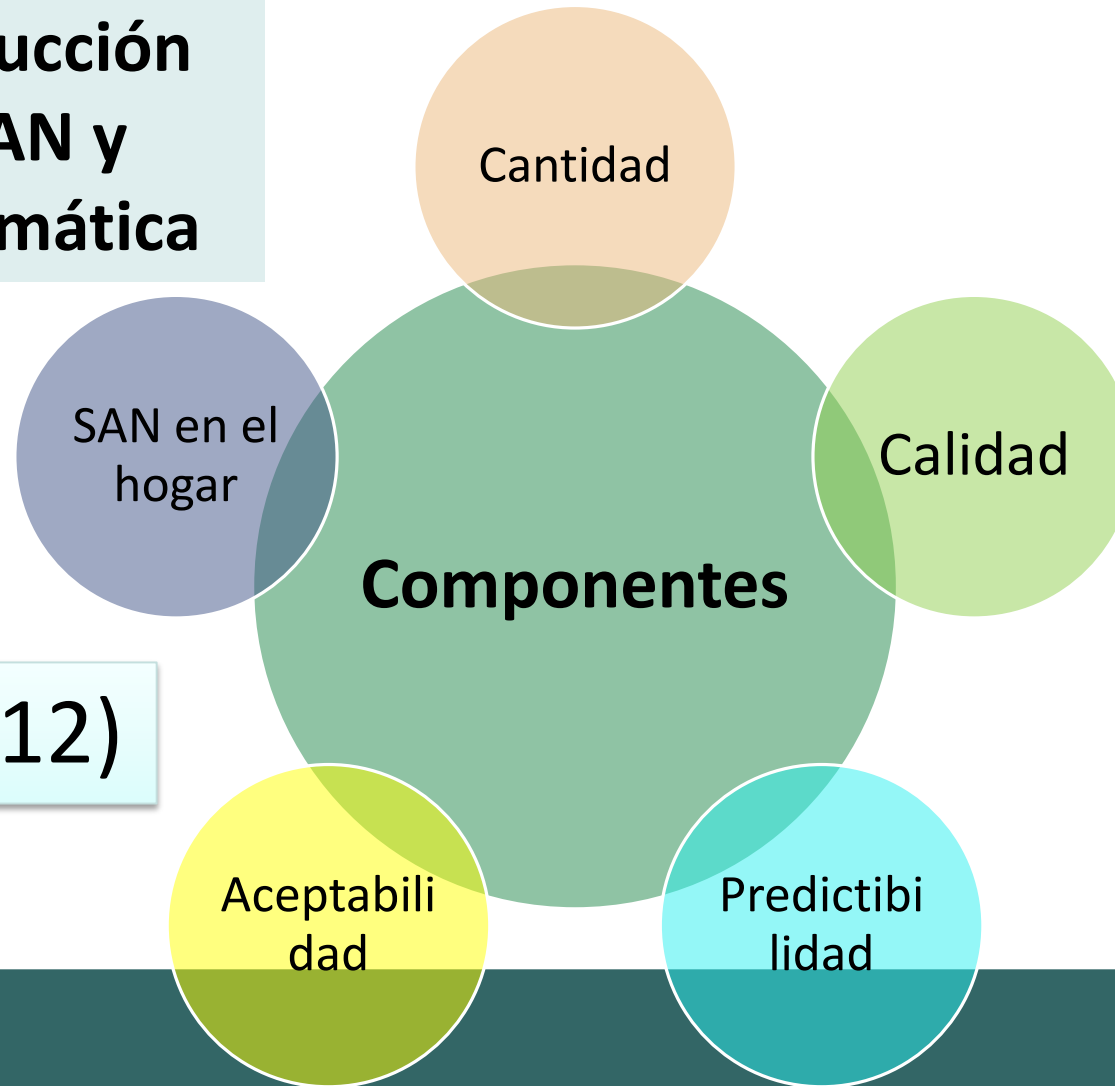 ucción
AN y
mática
Cantidad
SAN en el
hogar
Calidad
Componentes
12)
Aceptabili
dad
Predictibi
lidad